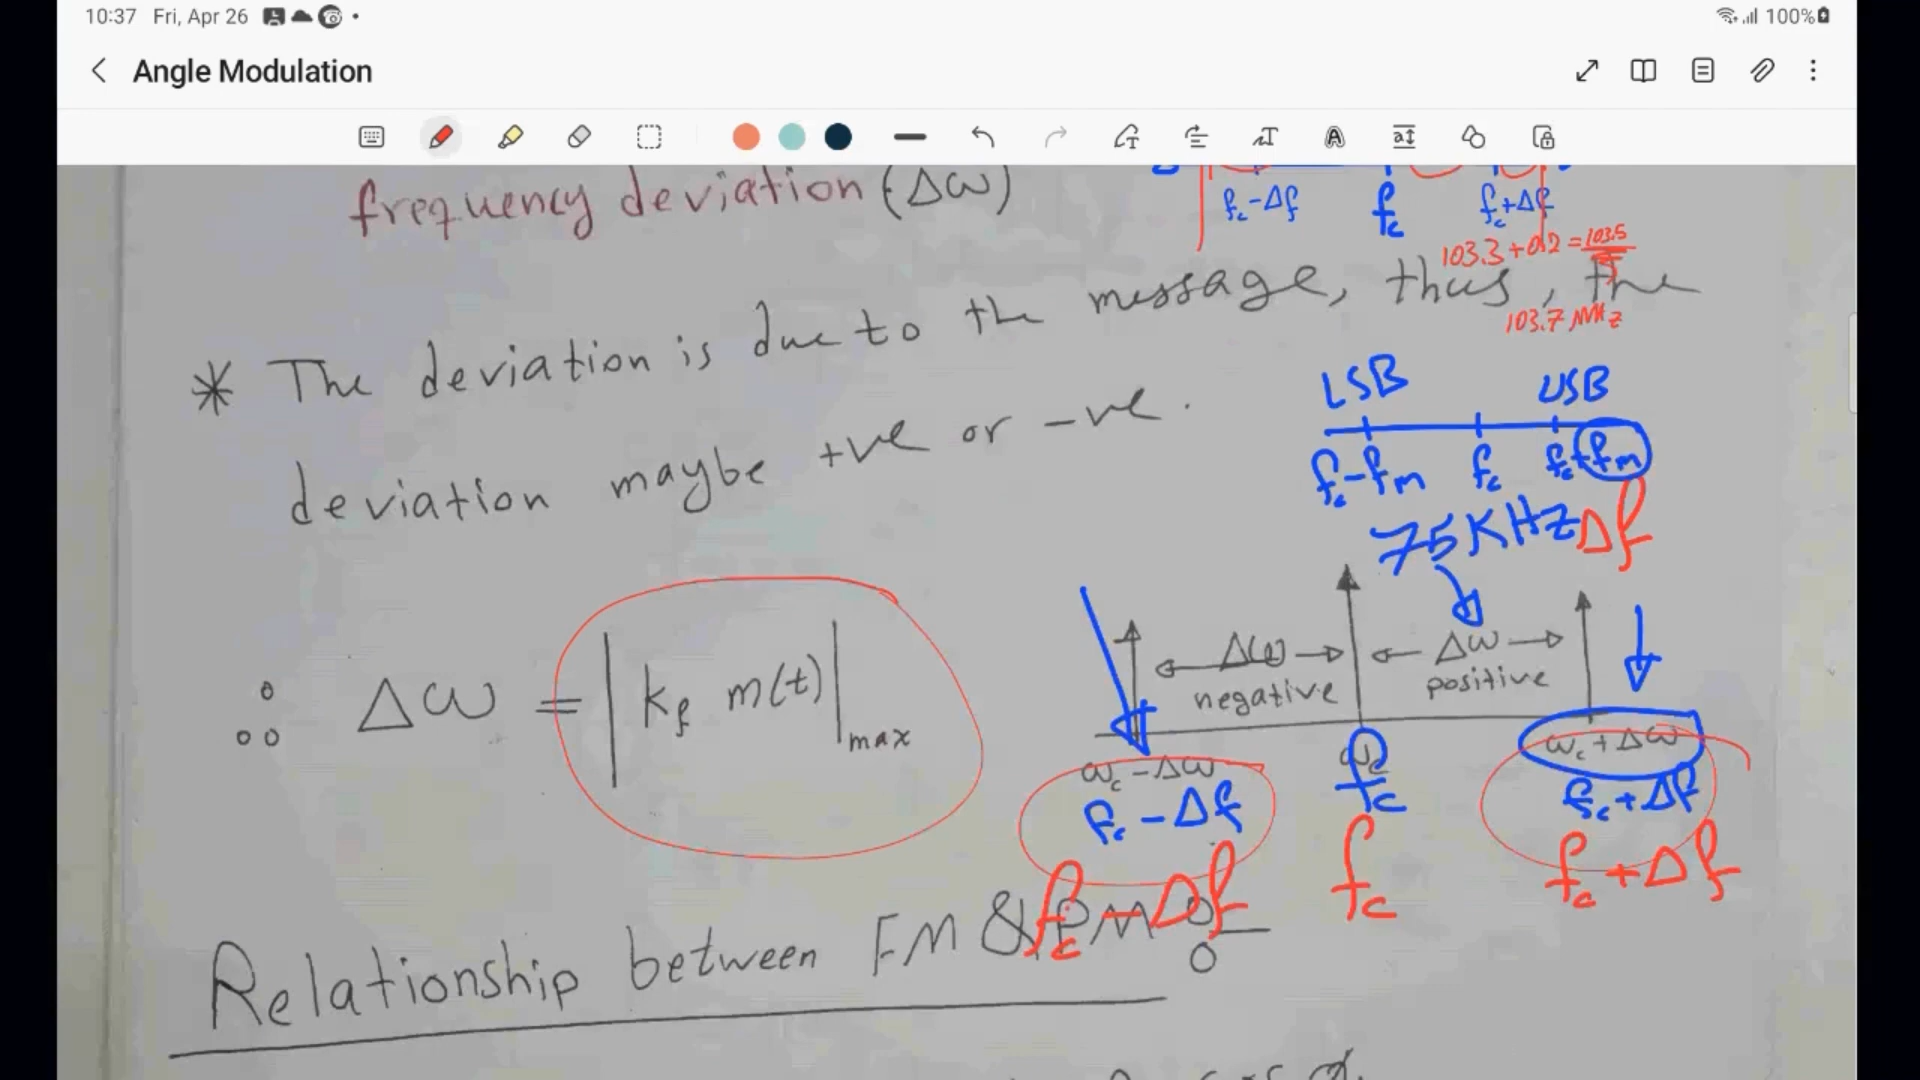 10:37 Fri, Apr 26
100%
Angle Modulation
frequency deviation (Δω)
fc-Δf fc fc+Δf
103.3+0.2=103.5
103.7 MHz
* The deviation is due to the message, thus, the
deviation maybe +ve or -ve.
LSB USB
fc-fm fc fc+fm
75KHz Δf
∴ Δω = | kf m(t) |max
Δω Δω
negative positive
ωc-Δω ωc ωc+Δω
fc-Δf fc fc+Δf
fc-Δf fc fc+Δf
Relationship between FM & PM :-